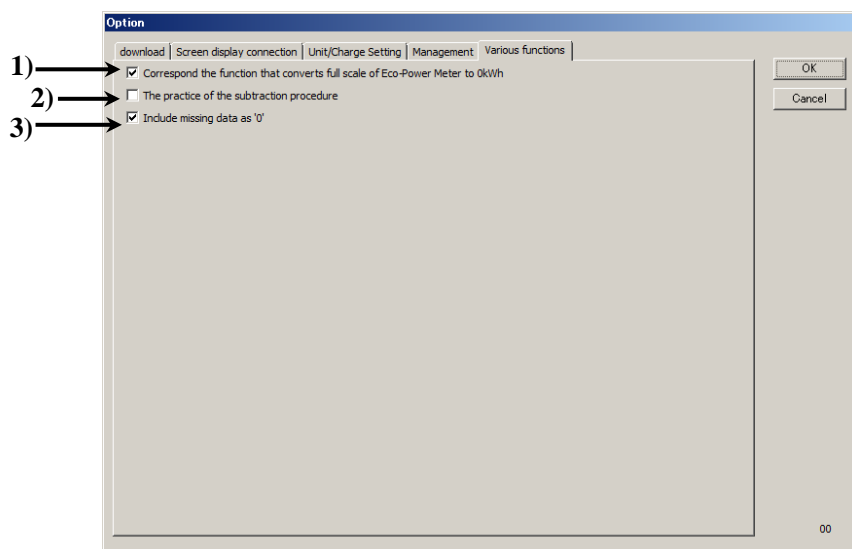 Option
download Screen display connection Unit/Charge Setting Management Various functions
1) Correspond the function that converts full scale of Eco-Power Meter to 0kWh
OK
2) The practice of the subtraction procedure
Cancel
3) Include missing data as '0'
00